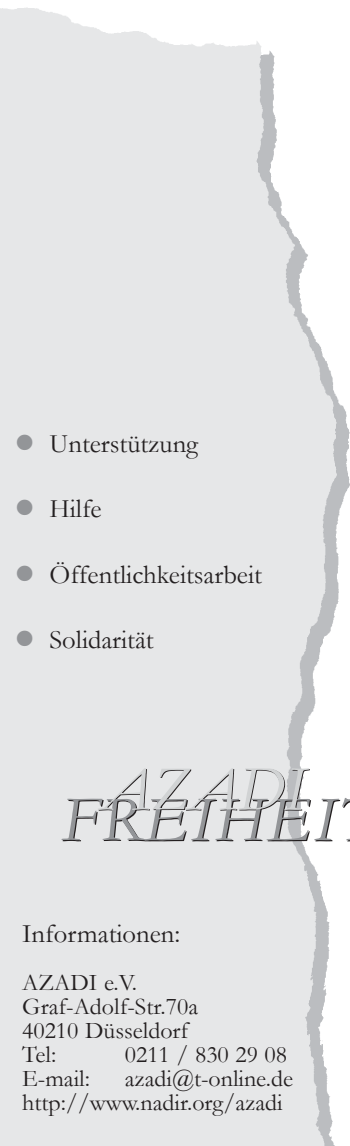 Unterstützung
Hilfe
Öffentlichkeitsarbeit
Solidarität
AZADI
FREIHEIT
Informationen:
AZADI e.V.
Graf-Adolf-Str.70a
40210 Düsseldorf
Tel: 0211 / 830 29 08
E-mail: azadi@t-online.de
http://www.nadir.org/azadi